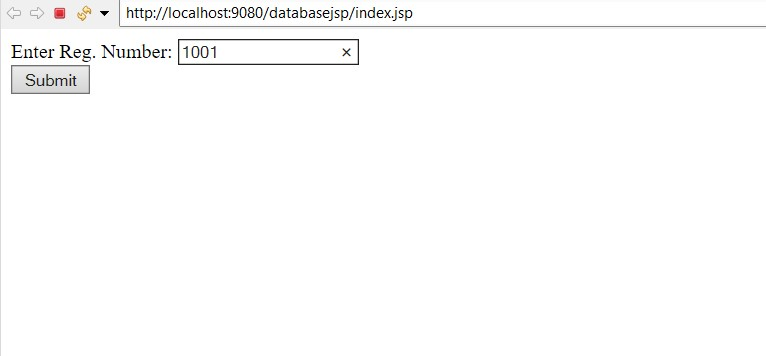 http://localhost:9080/databasejsp/index.jsp
Enter Reg. Number: 1001
Submit